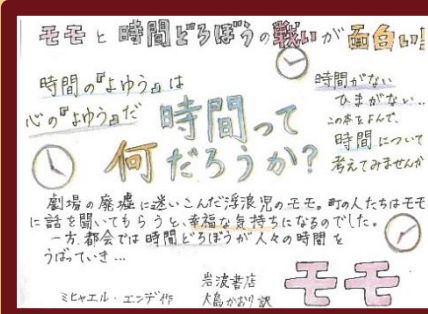 モモと時間どろぼうの戦いが面白い!!
時間の『よゆう』は
心の『よゆう』だ
時間って
何だろうか?
時間がない
ひまがない…
この本をよんで、
時間について
考えてみませんか
劇場の廃墟に迷いこんだ浮浪児のモモ。町の人たちはモモ
に話を聞いてもらうと、幸福な気持ちになるのでした。
一方、都会では時間どろぼうが人々の時間を
うばっていき…
ミヒャエル・エンデ作
岩波書店
大島かおり訳
モモ